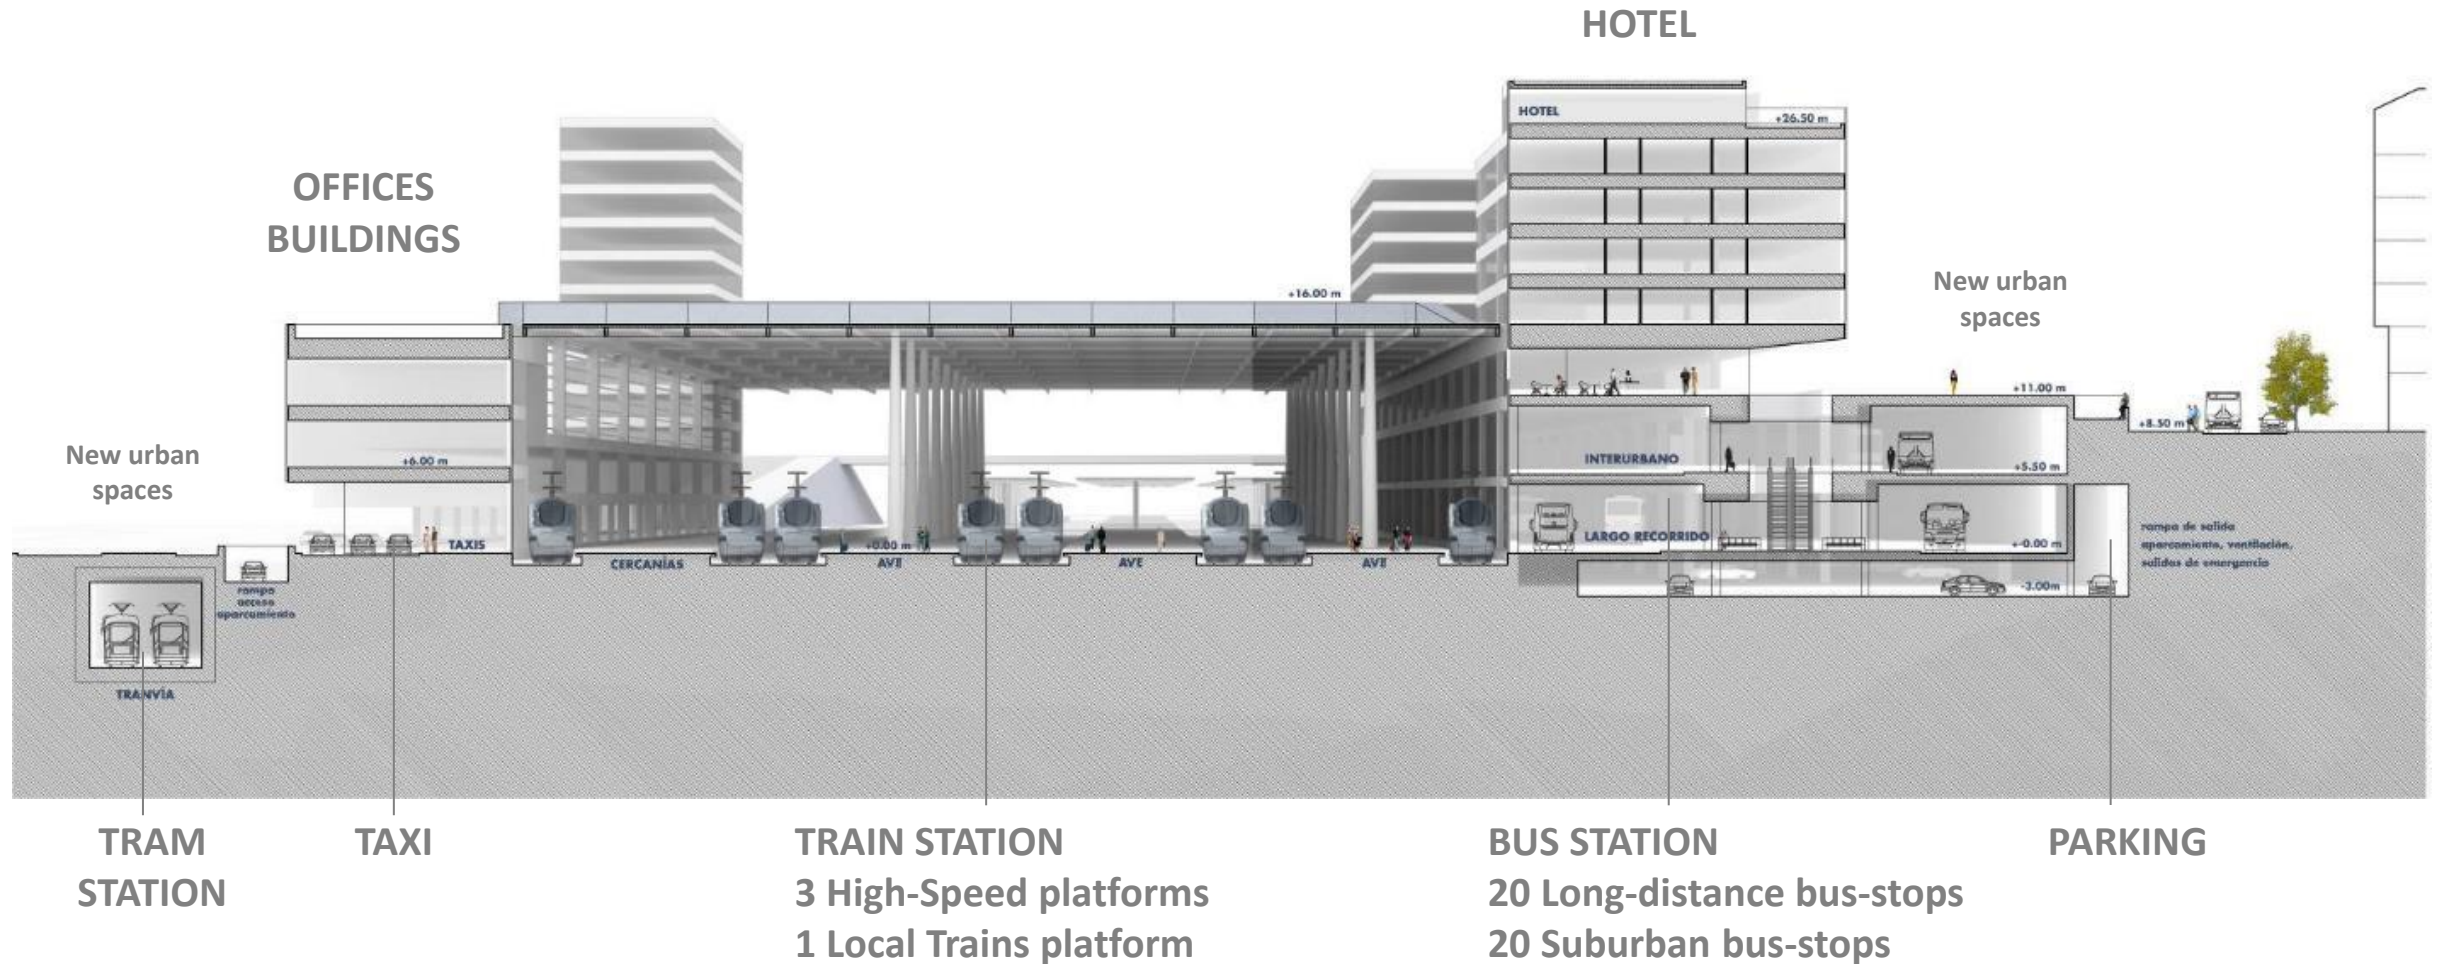 HOTEL
HOTEL
+26.50 m
OFFICES
BUILDINGS
+16.00 m
New urban
spaces
+11.00 m
+8.50 m
New urban
spaces
+6.00 m
INTERURBANO
+5.50 m
TAXIS
CERCANÍAS
+0.00 m
AVE
AVE
AVE
LARGO RECORRIDO
+-0.00 m
rampa de salida
aparcamiento, ventilación,
salidas de emergencia
rampa
acceso
aparcamiento
-3.00m
TRANVÍA
TRAM
STATION
TAXI
TRAIN STATION
3 High-Speed platforms
1 Local Trains platform
BUS STATION
20 Long-distance bus-stops
20 Suburban bus-stops
PARKING